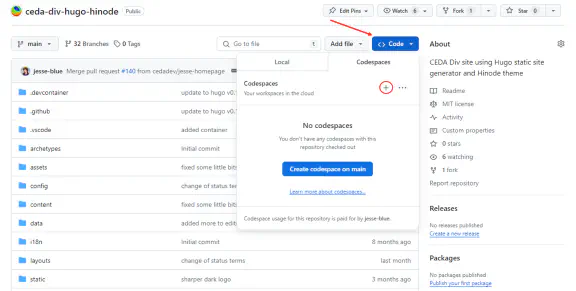 ceda-div-hugo-hinode Public
Edit Pins Watch 6 Fork 1 Star 0
main 32 Branches 0 Tags Go to file t Add file Code
jesse-blue Merge pull request #140 from cedadev/jesse-homepage
.devcontainer update to hugo v0.
.github update to hugo v0.
.vscode added container
archetypes Initial commit
assets fixed some little bits
config change of status terms
content fixed some little bits
data added more to edit
i18n Initial commit 8 months ago
layouts change of status terms last month
static sharper dark logo 3 months ago
Local Codespaces
Codespaces
Your workspaces in the cloud
No codespaces
You don't have any codespaces with this
repository checked out
Create codespace on main
Learn more about codespaces...
Codespace usage for this repository is paid for by jesse-blue.
About
CEDA Div site using Hugo static site
generator and Hinode theme
Readme
MIT license
Activity
Custom properties
0 stars
6 watching
1 fork
Report repository
Releases
No releases published
Create a new release
Packages
No packages published
Publish your first package